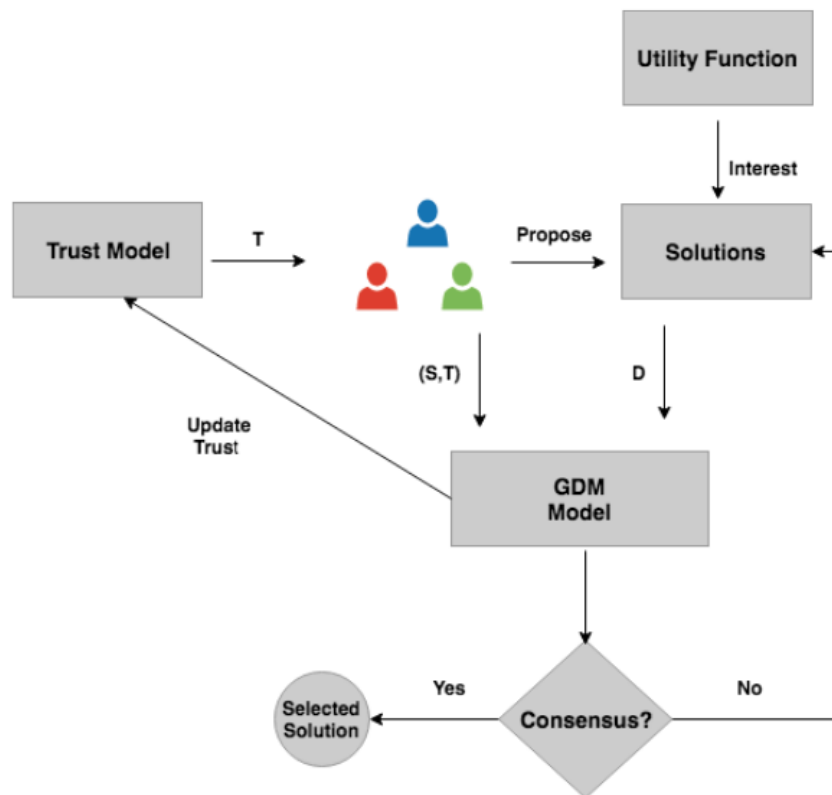 Utility Function
Interest
Trust Model
T
Propose
Solutions
(S,T)
D
Update
Trust
GDM
Model
Yes
Consensus?
No
Selected
Solution